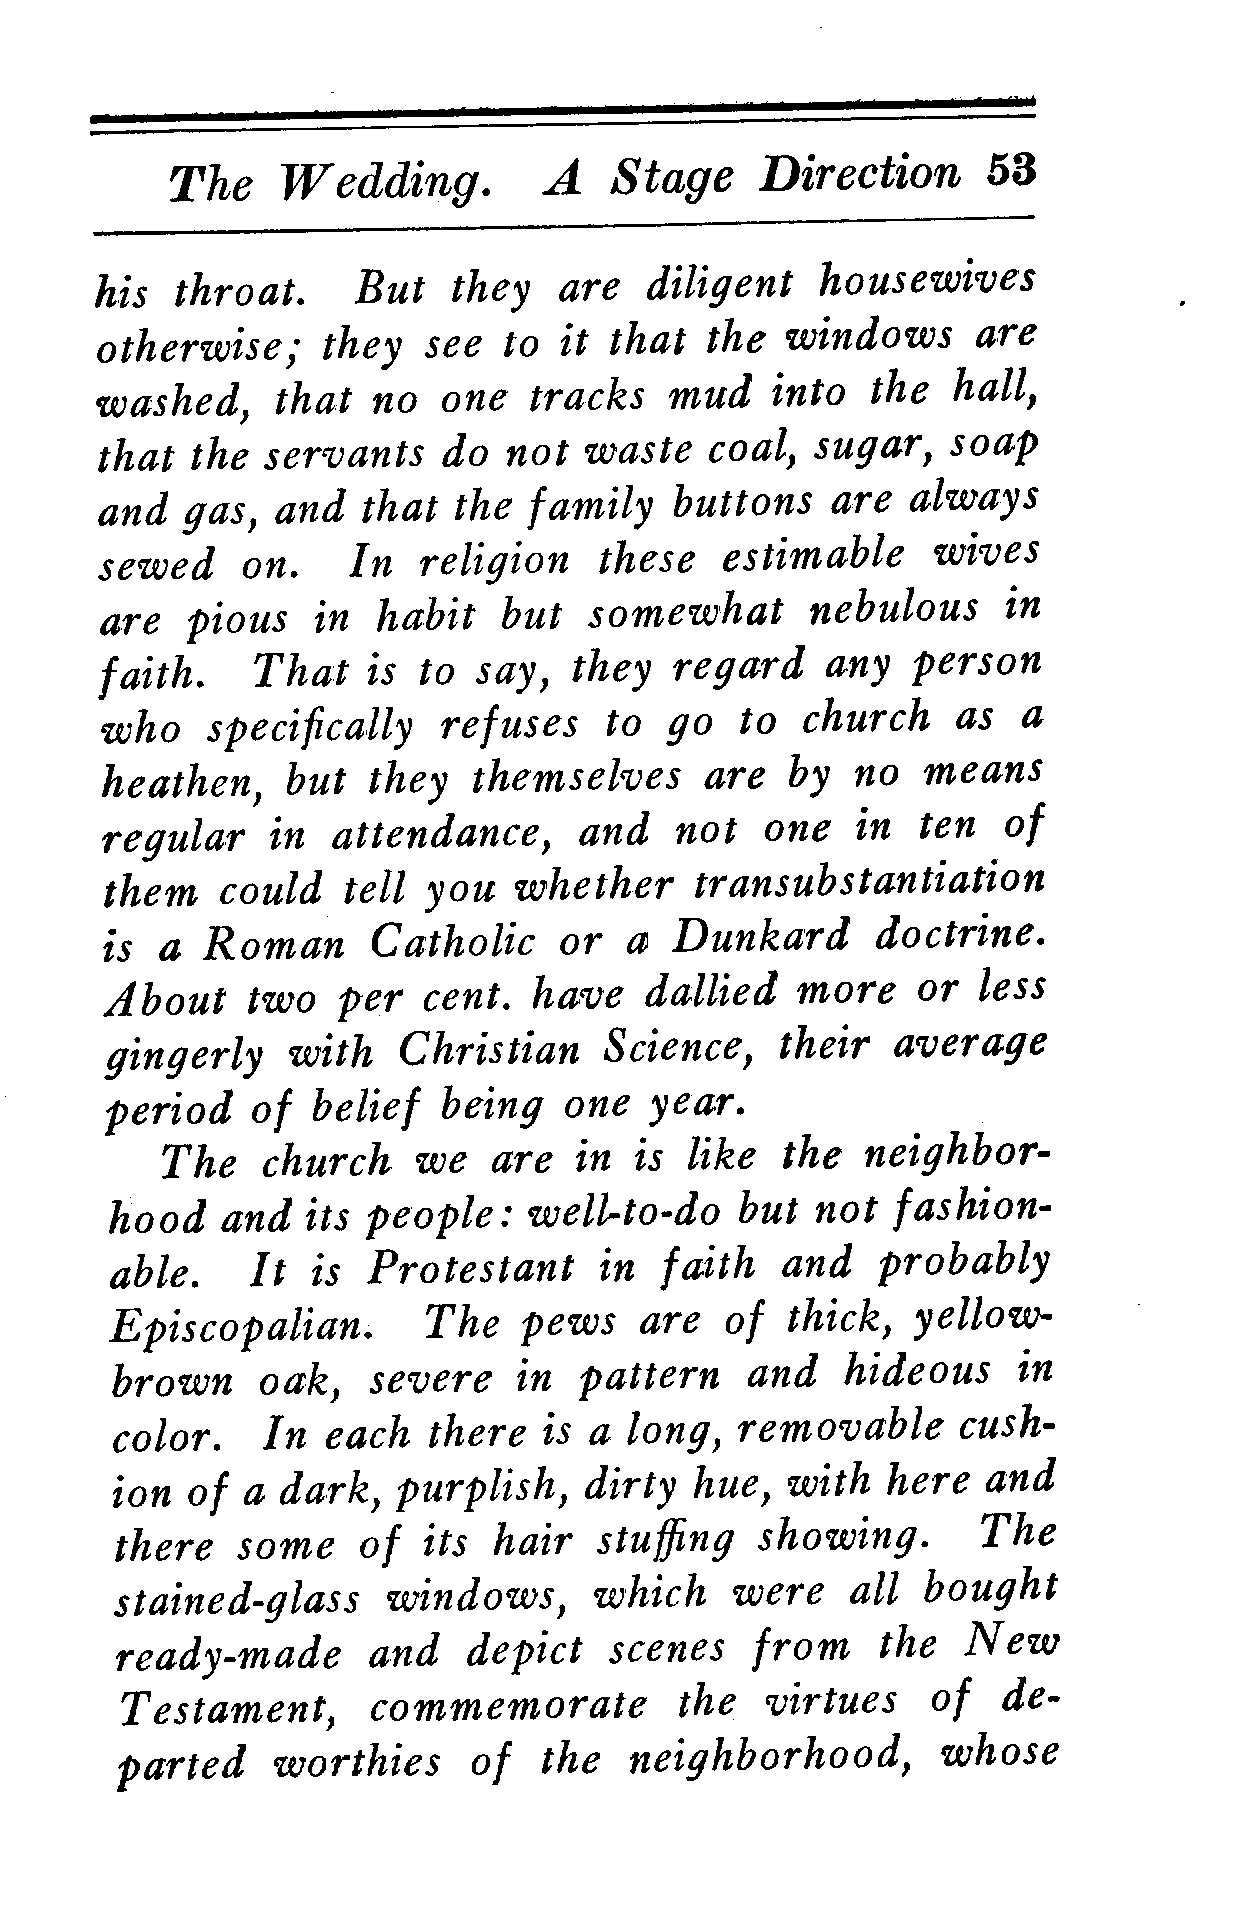 The Wedding. A Stage Direction 53
his throat. But they are diligent housewives
otherwise; they see to it that the windows are
washed, that no one tracks mud into the hall,
that the servants do not waste coal, sugar, soap
and gas, and that the family buttons are always
sewed on. In religion these estimable wives
are pious in habit but somewhat nebulous in
faith. That is to say, they regard any person
who specifically refuses to go to church as a
heathen, but they themselves are by no means
regular in attendance, and not one in ten of
them could tell you whether transubstantiation
is a Roman Catholic or a Dunkard doctrine.
About two per cent. have dallied more or less
gingerly with Christian Science, their average
period of belief being one year.
The church we are in is like the neighbor-
hood and its people: well-to-do but not fashion-
able. It is Protestant in faith and probably
Episcopalian. The pews are of thick, yellow-
brown oak, severe in pattern and hideous in
color. In each there is a long, removable cush-
ion of a dark, purplish, dirty hue, with here and
there some of its hair stuffing showing. The
stained-glass windows, which were all bought
ready-made and depict scenes from the New
Testament, commemorate the virtues of de-
parted worthies of the neighborhood, whose